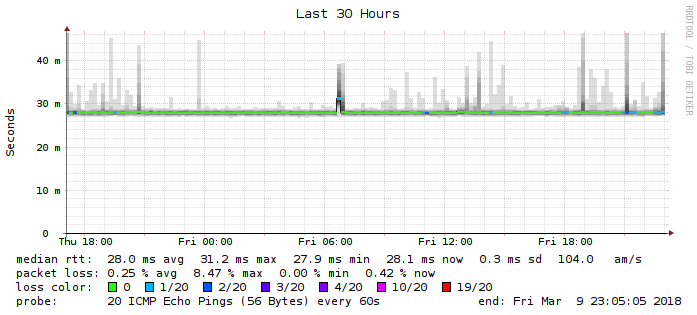 Last 30 Hours
RRDTOOL / TOBI OETIKER
Seconds
40 m
30 m
20 m
10 m
0
Thu 18:00 Fri 00:00 Fri 06:00 Fri 12:00 Fri 18:00
median rtt: 28.0 ms avg 31.2 ms max 27.9 ms min 28.1 ms now 0.3 ms sd 104.0 am/s
packet loss: 0.25 % avg 8.47 % max 0.00 % min 0.42 % now
loss color: 0 1/20 2/20 3/20 4/20 10/20 19/20
probe: 20 ICMP Echo Pings (56 Bytes) every 60s end: Fri Mar 9 23:05:05 2018